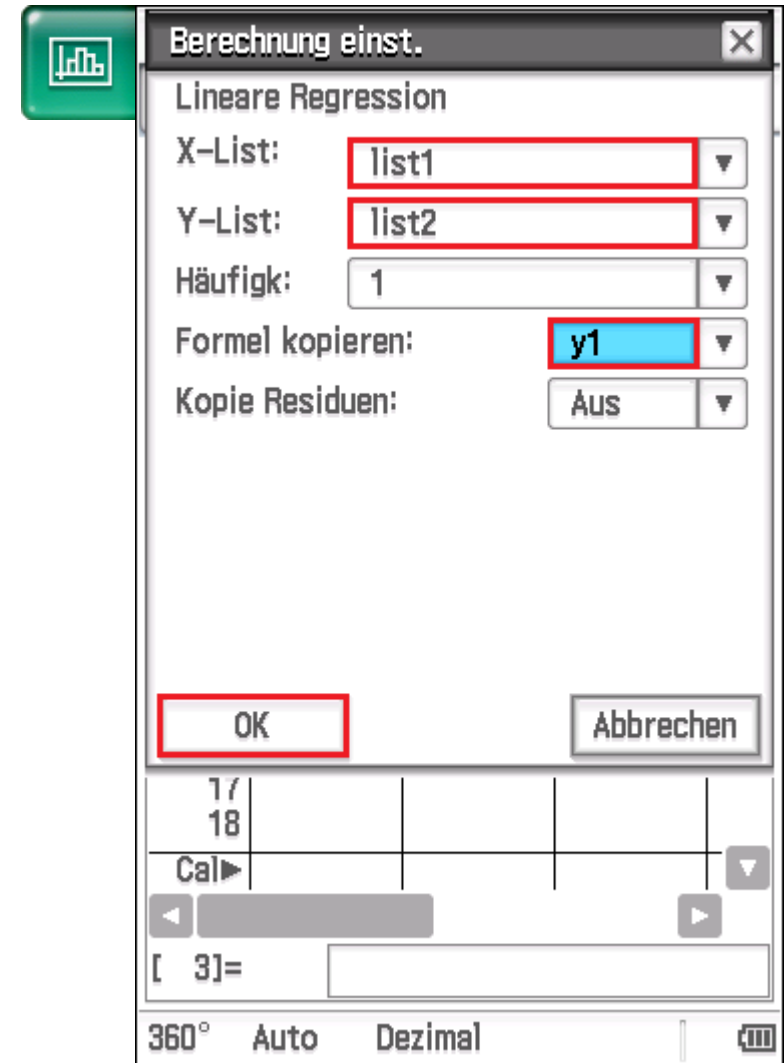 Berechnung einst.
Lineare Regression
X-List: list1
Y-List: list2
Häufigk: 1
Formel kopieren: y1
Kopie Residuen: Aus
OK Abbrechen
17
18
Cal▶
[ 3]=
360° Auto Dezimal